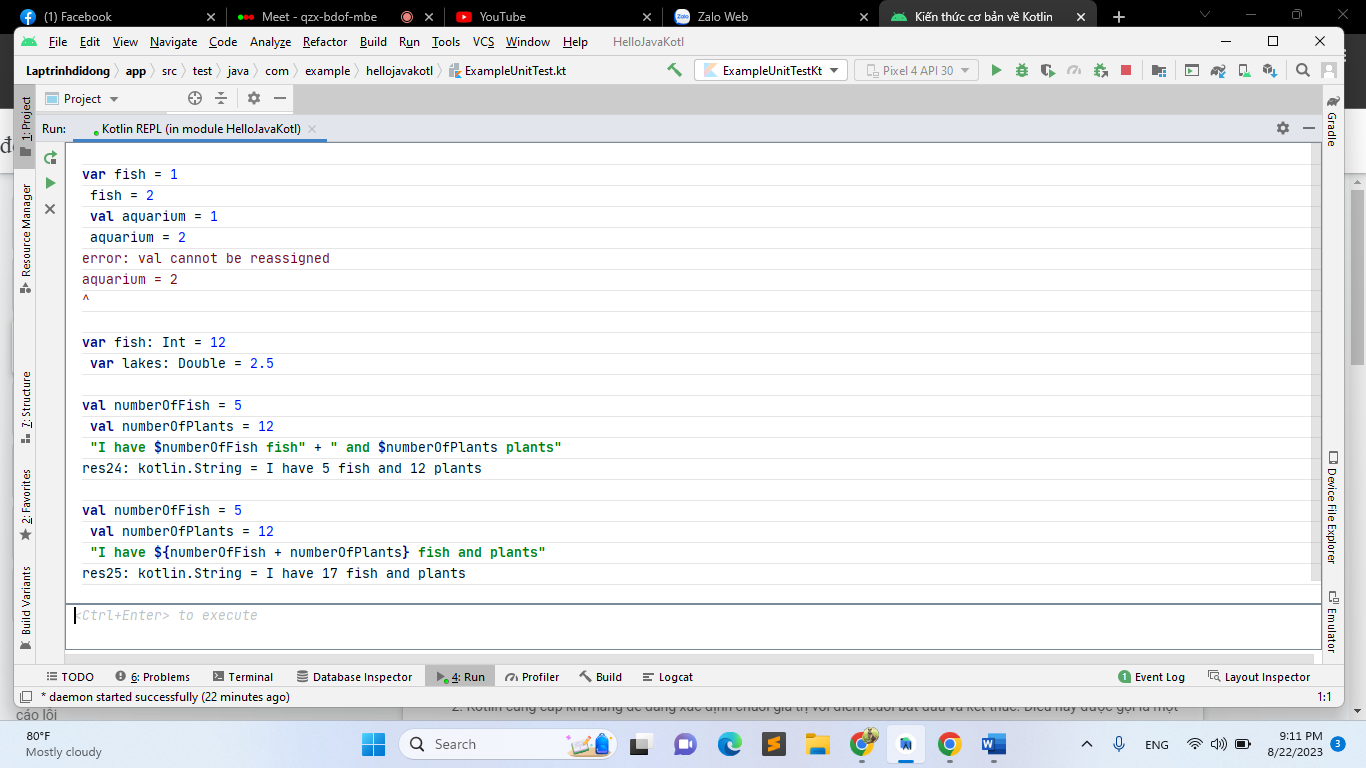 (1) Facebook
Meet - qzx-bdof-mbe
YouTube
Zalo Web
Kiến thức cơ bản về Kotlin
File Edit View Navigate Code Analyze Refactor Build Run Tools VCS Window Help HelloJavaKotl
Laptrinhdidong app src test java com example hellojavakotl ExampleUnitTest.kt
ExampleUnitTestKt
Pixel 4 API 30
Project
Run: Kotlin REPL (in module HelloJavaKotl)
1: Project
Resource Manager
7: Structure
2: Favorites
Build Variants
Gradle
Device File Explorer
Emulator
var fish = 1
fish = 2
val aquarium = 1
aquarium = 2
error: val cannot be reassigned
aquarium = 2
^
var fish: Int = 12
var lakes: Double = 2.5
val numberOfFish = 5
val numberOfPlants = 12
"I have $numberOfFish fish" + " and $numberOfPlants plants"
res24: kotlin.String = I have 5 fish and 12 plants
val numberOfFish = 5
val numberOfPlants = 12
"I have ${numberOfFish + numberOfPlants} fish and plants"
res25: kotlin.String = I have 17 fish and plants
<Ctrl+Enter> to execute
TODO 6: Problems Terminal Database Inspector 4: Run Profiler Build Logcat 1 Event Log Layout Inspector
* daemon started successfully (22 minutes ago) 1:1
cáo lỗi
80°F
Mostly cloudy
Search
ENG
9:11 PM
8/22/2023
3